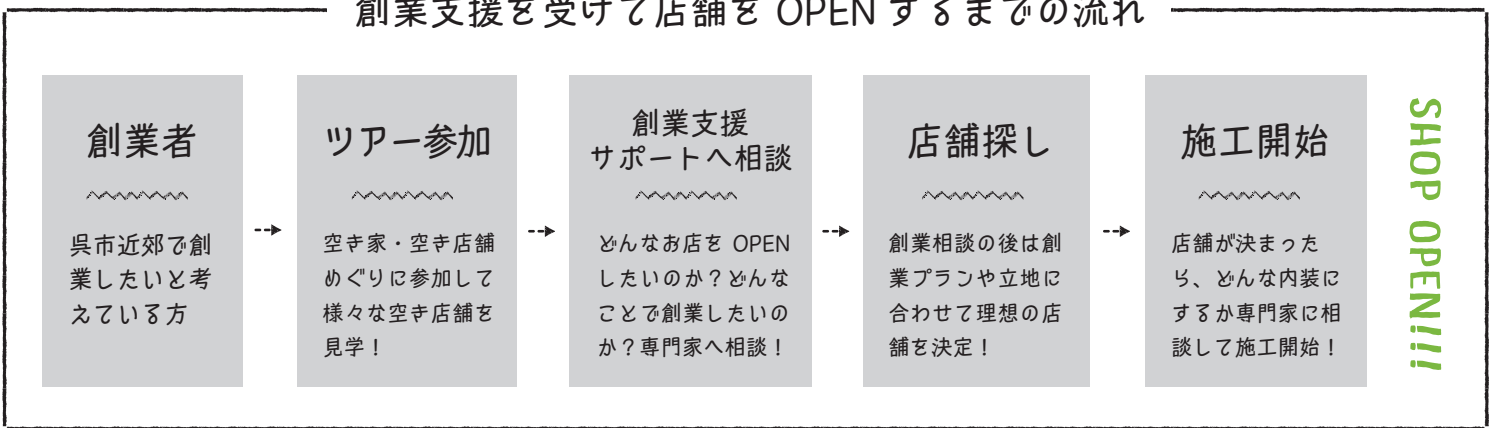 創業支援を受けて店舗を OPEN するまでの流れ
創業者
呉市近郊で創
業したいと考
えている方
ツアー参加
空き家・空き店舗
めぐりに参加して
様々な空き店舗を
見学！
創業支援
サポートへ相談
どんなお店を OPEN
したいのか？どんな
ことで創業したいの
か？専門家へ相談！
店舗探し
創業相談の後は創
業プランや立地に
合わせて理想の店
舗を決定！
施工開始
店舗が決まった
ら、どんな内装に
するか専門家に相
談して施工開始！
SHOP OPEN!!!!